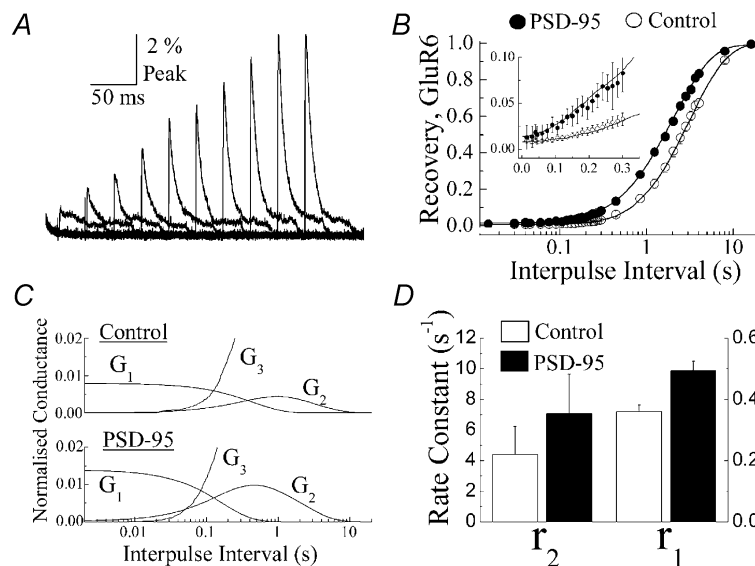 A
2 %
Peak
50 ms
B
PSD-95
Control
Recovery, GluR6
1.0
0.8
0.6
0.4
0.2
0.0
0.10
0.05
0.00
0.0 0.1 0.2 0.3
0.1 1 10
Interpulse Interval (s)
C
Normalised Conductance
0.02
0.01
0.00
Control
G1
G3
G2
0.02
0.01
0.00
PSD-95
G1
G3
G2
0.01 0.1 1 10
Interpulse Interval (s)
D
Rate Constant (s-1)
12
10
8
6
4
2
0
Control
PSD-95
0.6
0.4
0.2
0.0
r2 r1